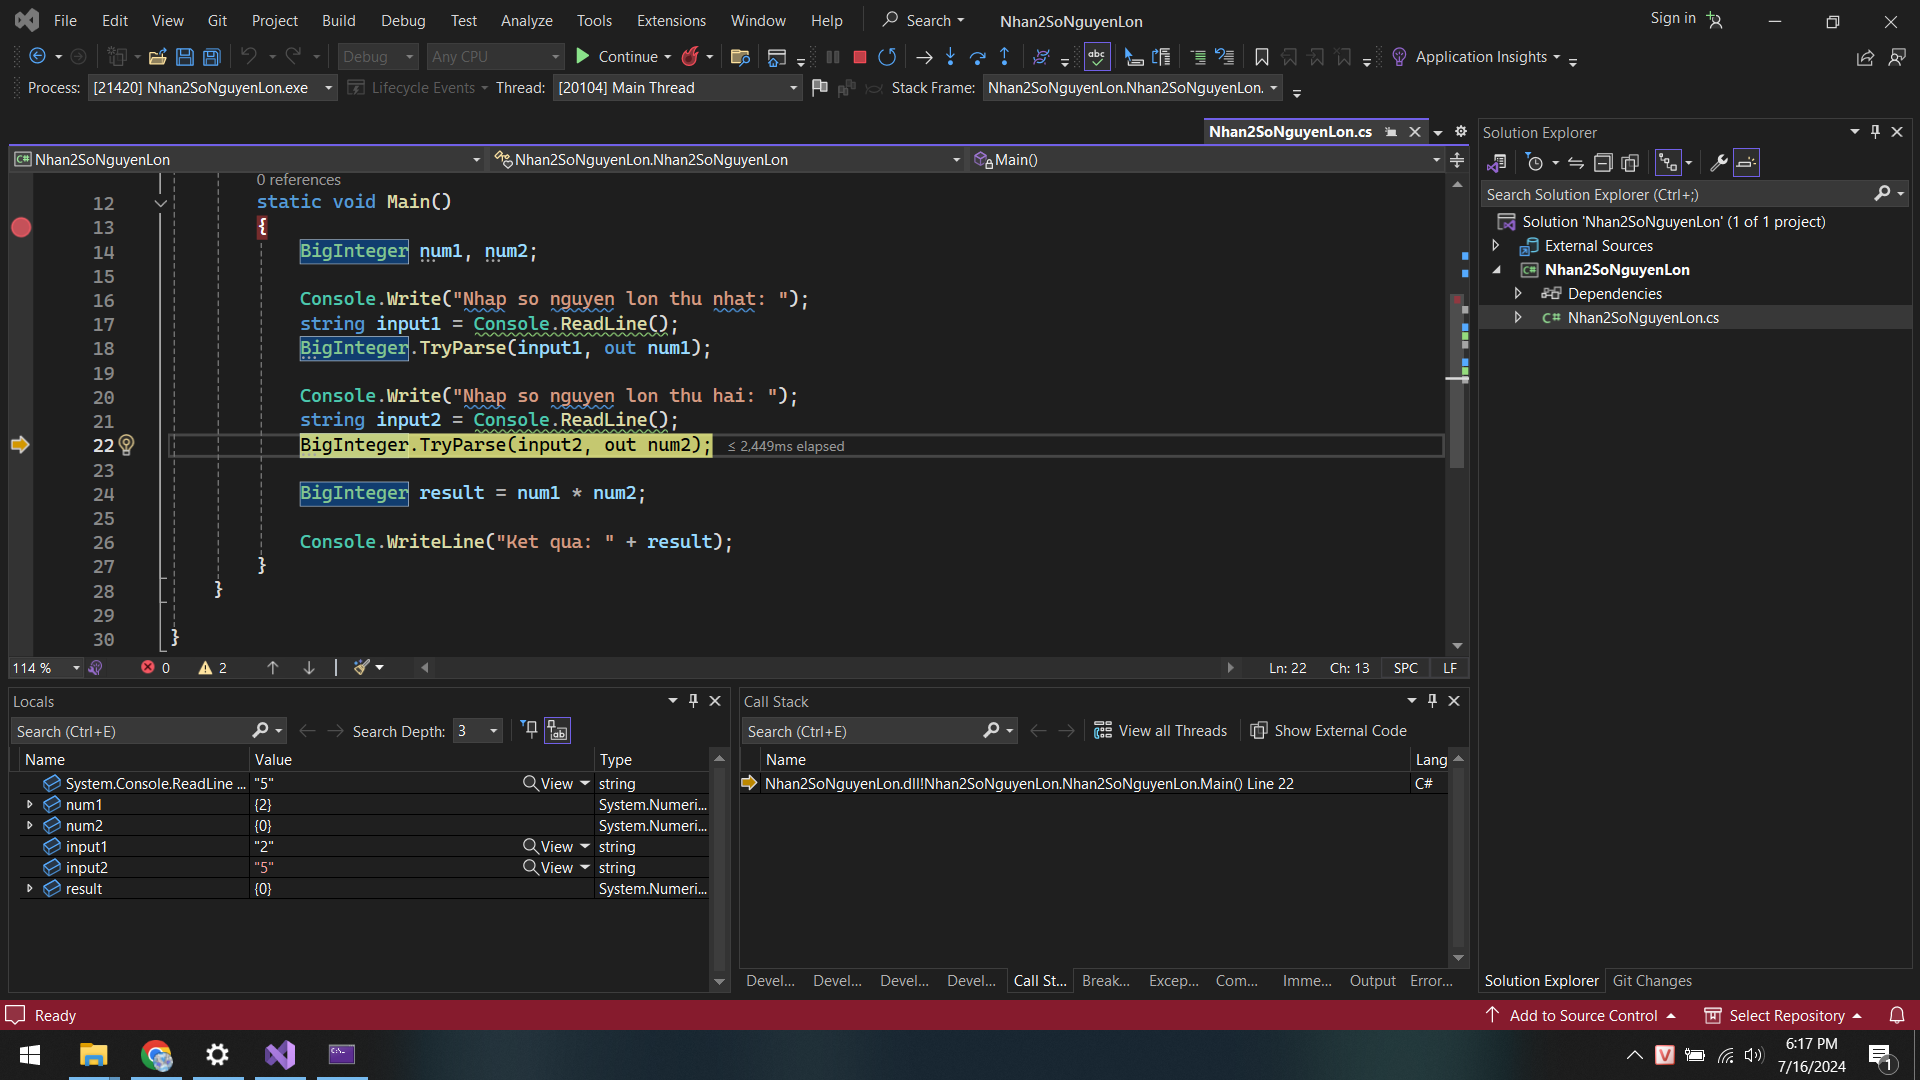 File Edit View Git Project Build Debug Test Analyze Tools Extensions Window Help Search Nhan2SoNguyenLon Sign in
Debug Any CPU Continue abc Application Insights
Process: [21420] Nhan2SoNguyenLon.exe Lifecycle Events Thread: [20104] Main Thread Stack Frame: Nhan2SoNguyenLon.Nhan2SoNguyenLon.
Nhan2SoNguyenLon.cs
C# Nhan2SoNguyenLon Nhan2SoNguyenLon.Nhan2SoNguyenLon Main()
0 references
12 static void Main()
13 {
14 BigInteger num1, num2;
15
16 Console.Write("Nhap so nguyen lon thu nhat: ");
17 string input1 = Console.ReadLine();
18 BigInteger.TryParse(input1, out num1);
19
20 Console.Write("Nhap so nguyen lon thu hai: ");
21 string input2 = Console.ReadLine();
22 BigInteger.TryParse(input2, out num2); ≤ 2,449ms elapsed
23
24 BigInteger result = num1 * num2;
25
26 Console.WriteLine("Ket qua: " + result);
27 }
28 }
29
30 }
114 % 0 2 Ln: 22 Ch: 13 SPC LF
Solution Explorer
Search Solution Explorer (Ctrl+;)
Solution 'Nhan2SoNguyenLon' (1 of 1 project)
External Sources
C# Nhan2SoNguyenLon
Dependencies
C# Nhan2SoNguyenLon.cs
Locals
Search (Ctrl+E) Search Depth: 3
Name Value Type
System.Console.ReadLine ... "5" View string
num1 {2} System.Numeri...
num2 {0} System.Numeri...
input1 "2" View string
input2 "5" View string
result {0} System.Numeri...
Call Stack
Search (Ctrl+E) View all Threads Show External Code
Name Lang
Nhan2SoNguyenLon.dll!Nhan2SoNguyenLon.Nhan2SoNguyenLon.Main() Line 22 C#
Devel... Devel... Devel... Devel... Call St... Break... Excep... Com... Imme... Output Error...
Solution Explorer Git Changes
Ready Add to Source Control Select Repository
V 6:17 PM
7/16/2024
1